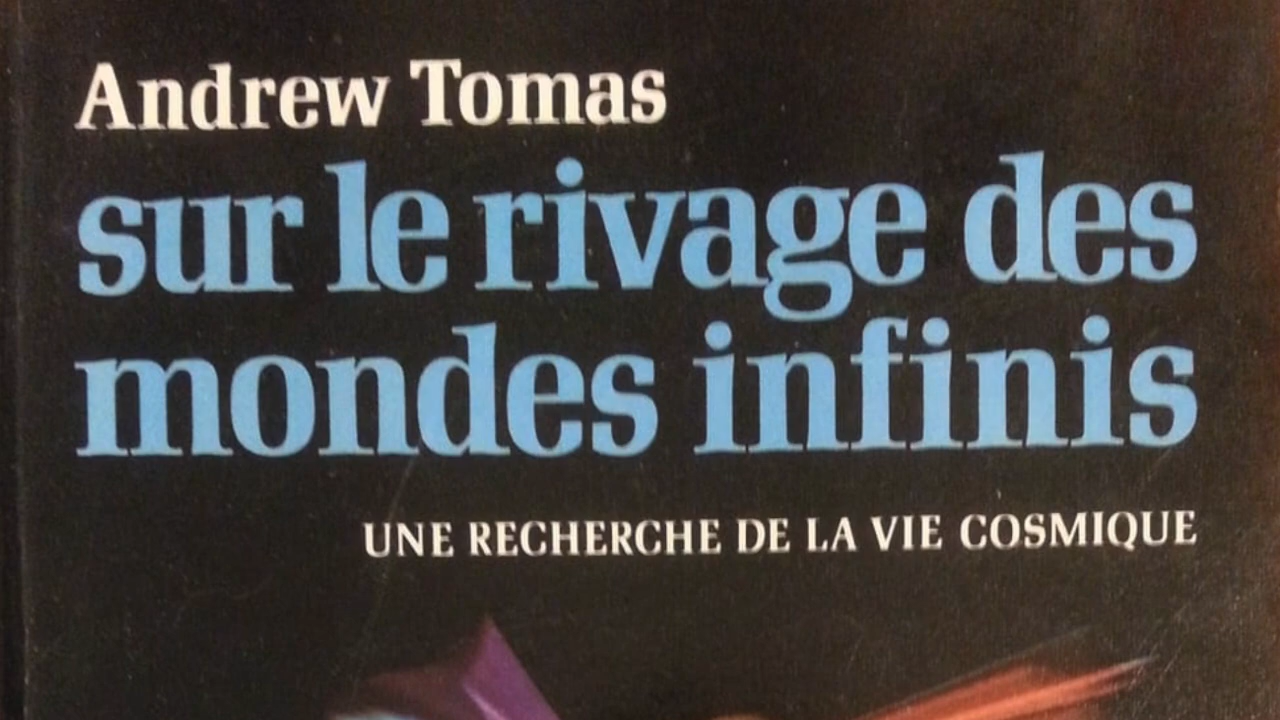 Andrew Tomas
sur le rivage des
mondes infinis
UNE RECHERCHE DE LA VIE COSMIQUE